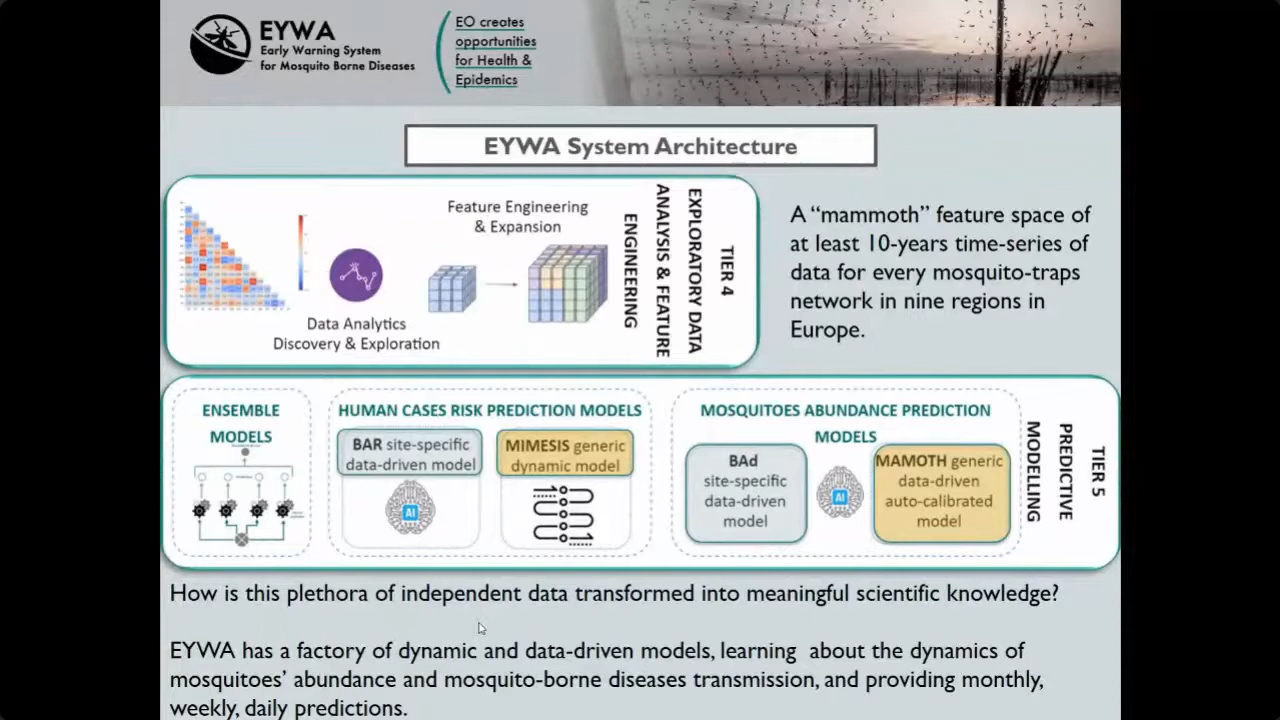 EYWA
Early Warning System
for Mosquito Borne Diseases
EO creates
opportunities
for Health &
Epidemics
EYWA System Architecture
Feature Engineering
& Expansion
Data Analytics
Discovery & Exploration
TIER 4
EXPLORATORY DATA
ANALYSIS & FEATURE
ENGINEERING
A “mammoth” feature space of
at least 10-years time-series of
data for every mosquito-traps
network in nine regions in
Europe.
ENSEMBLE
MODELS
HUMAN CASES RISK PREDICTION MODELS
BAR site-specific
data-driven model
AI
MIMESIS generic
dynamic model
MOSQUITOES ABUNDANCE PREDICTION
MODELS
BAd
site-specific
data-driven
model
AI
MAMOTH generic
data-driven
auto-calibrated
model
TIER 5
PREDICTIVE
MODELLING
How is this plethora of independent data transformed into meaningful scientific knowledge?
EYWA has a factory of dynamic and data-driven models, learning about the dynamics of
mosquitoes’ abundance and mosquito-borne diseases transmission, and providing monthly,
weekly, daily predictions.